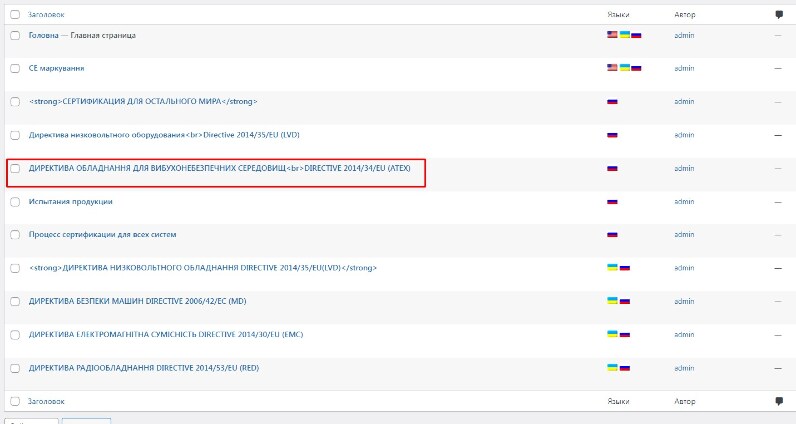 Заголовок Языки Автор
Головна — Главная страница admin —
CE маркування admin —
<strong>СЕРТИФИКАЦИЯ ДЛЯ ОСТАЛЬНОГО МИРА</strong> admin —
Директива низковольтного оборудования<br>Directive 2014/35/EU (LVD) admin —
ДИРЕКТИВА ОБЛАДНАННЯ ДЛЯ ВИБУХОНЕБЕЗПЕЧНИХ СЕРЕДОВИЩ<br>DIRECTIVE 2014/34/EU (ATEX) admin —
Испытания продукции admin —
Процесс сертификации для всех систем admin —
<strong>ДИРЕКТИВА НИЗКОВОЛЬТНОГО ОБЛАДНАННЯ DIRECTIVE 2014/35/EU(LVD)</strong> admin —
ДИРЕКТИВА БЕЗПЕКИ МАШИН DIRECTIVE 2006/42/EC (MD) admin —
ДИРЕКТИВА ЕЛЕКТРОМАГНІТНА СУМІСНІСТЬ DIRECTIVE 2014/30/EU (EMC) admin —
ДИРЕКТИВА РАДІООБЛАДНАННЯ DIRECTIVE 2014/53/EU (RED) admin —
Заголовок Языки Автор